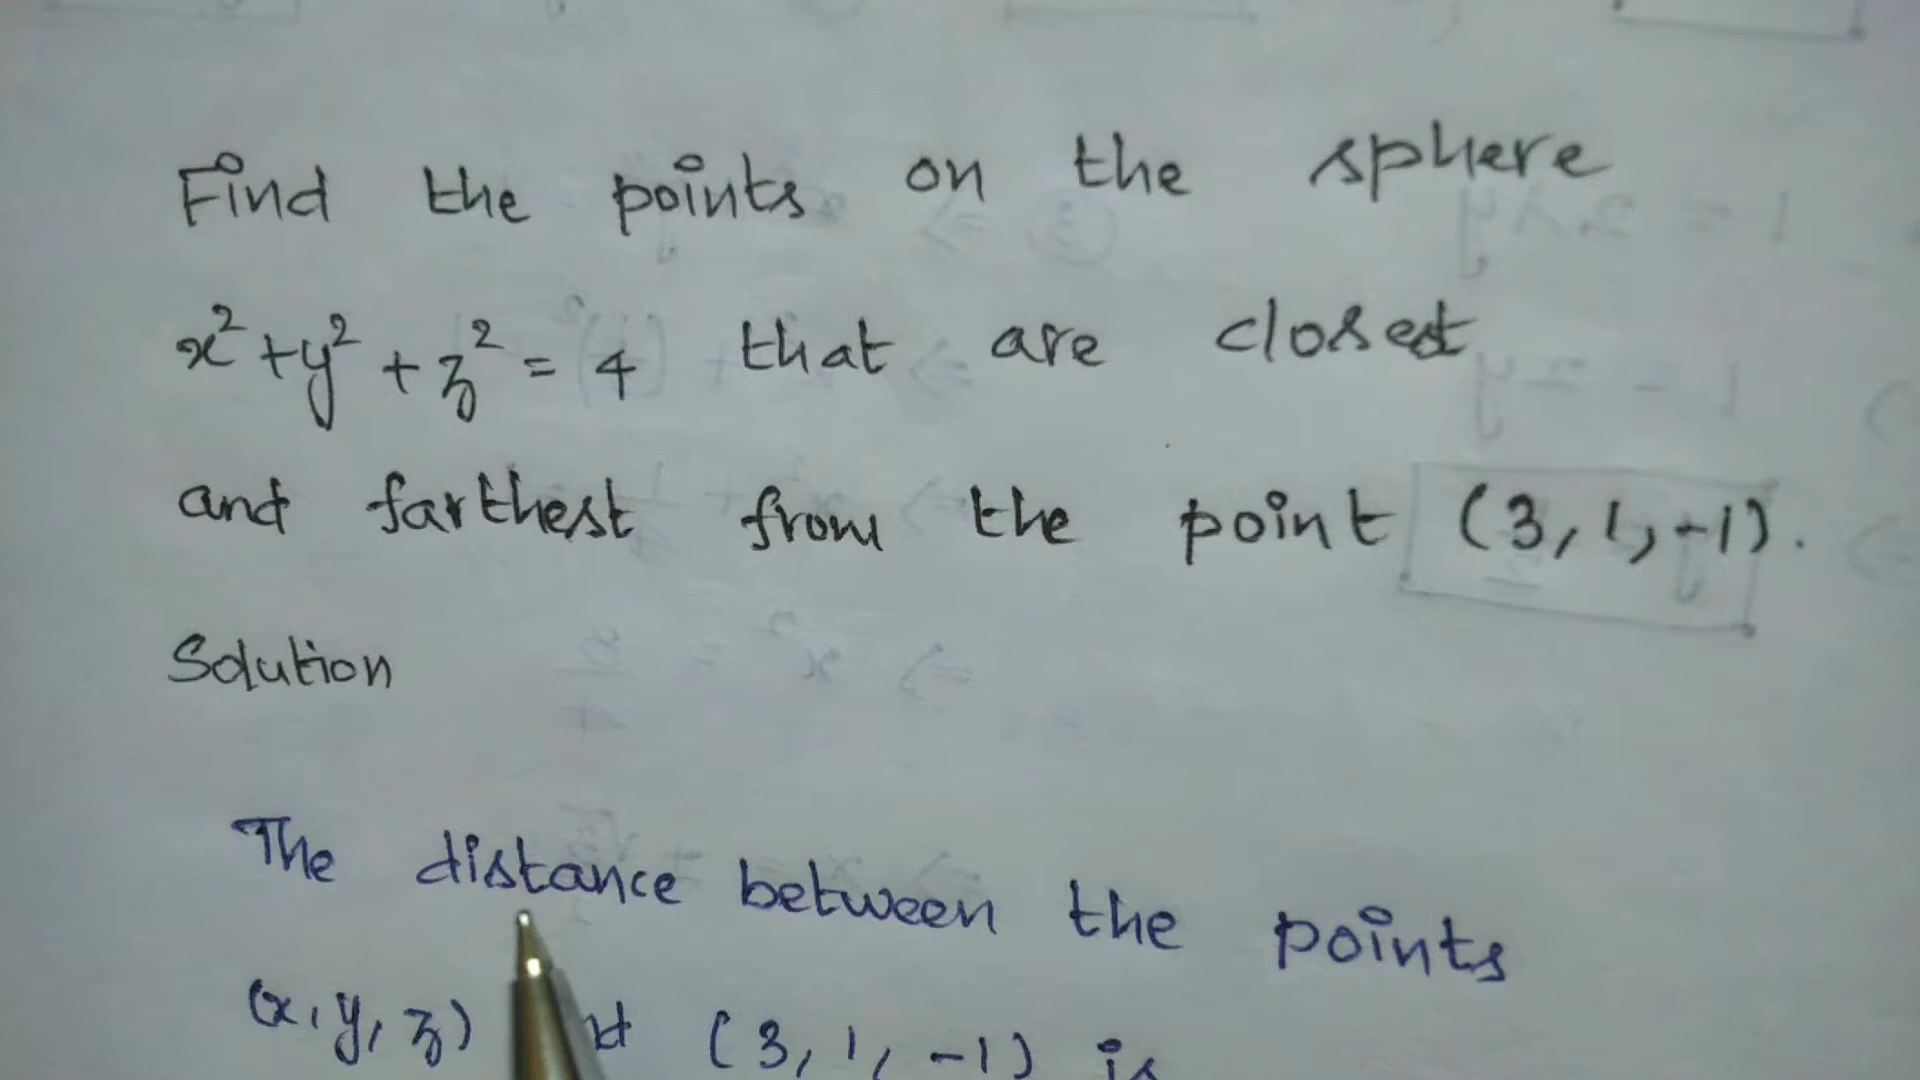 Find the points on the sphere
x²+y²+z²=4 that are closest
and farthest from the point (3,1,-1).
Solution
The distance between the points
(x,y,z) (3,1,-1) is